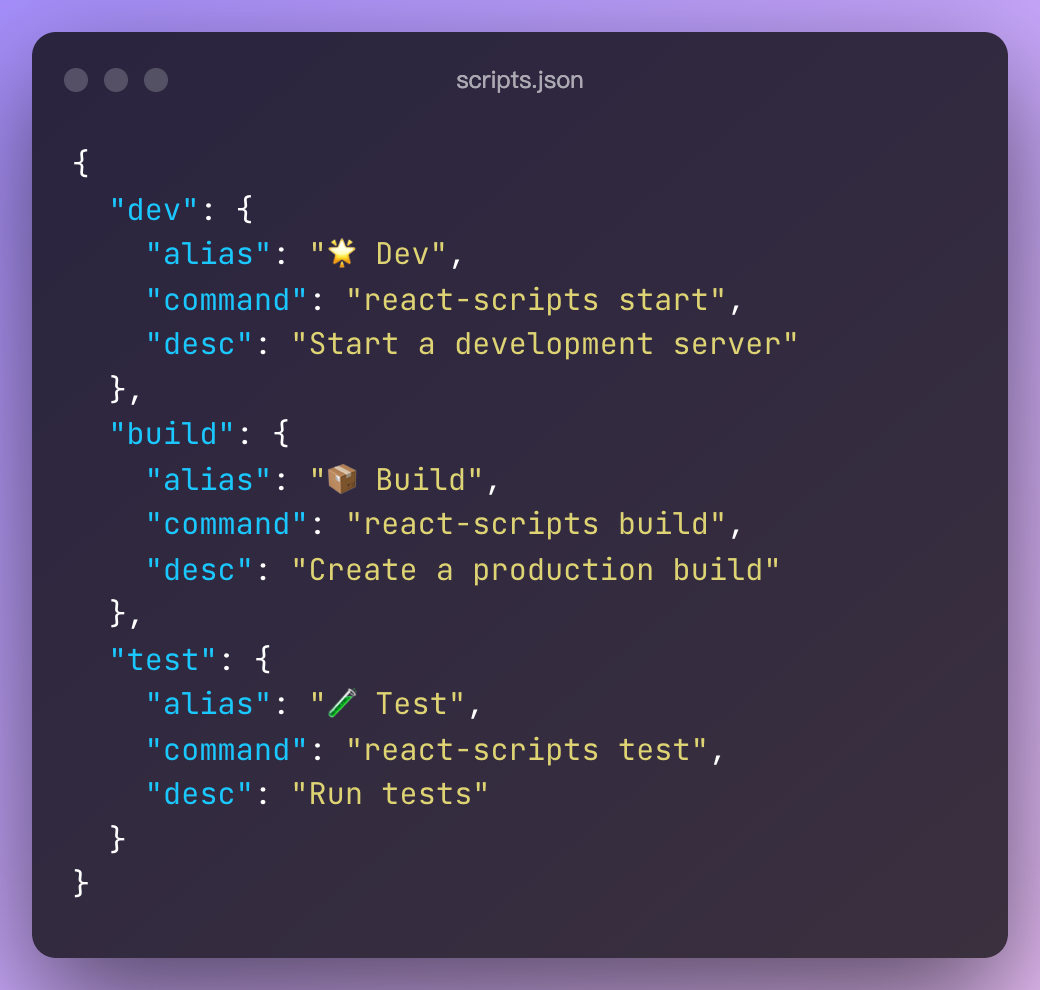 scripts.json
{
  "dev": {
    "alias": "🌟 Dev",
    "command": "react-scripts start",
    "desc": "Start a development server"
  },
  "build": {
    "alias": "📦 Build",
    "command": "react-scripts build",
    "desc": "Create a production build"
  },
  "test": {
    "alias": "🧪 Test",
    "command": "react-scripts test",
    "desc": "Run tests"
  }
}